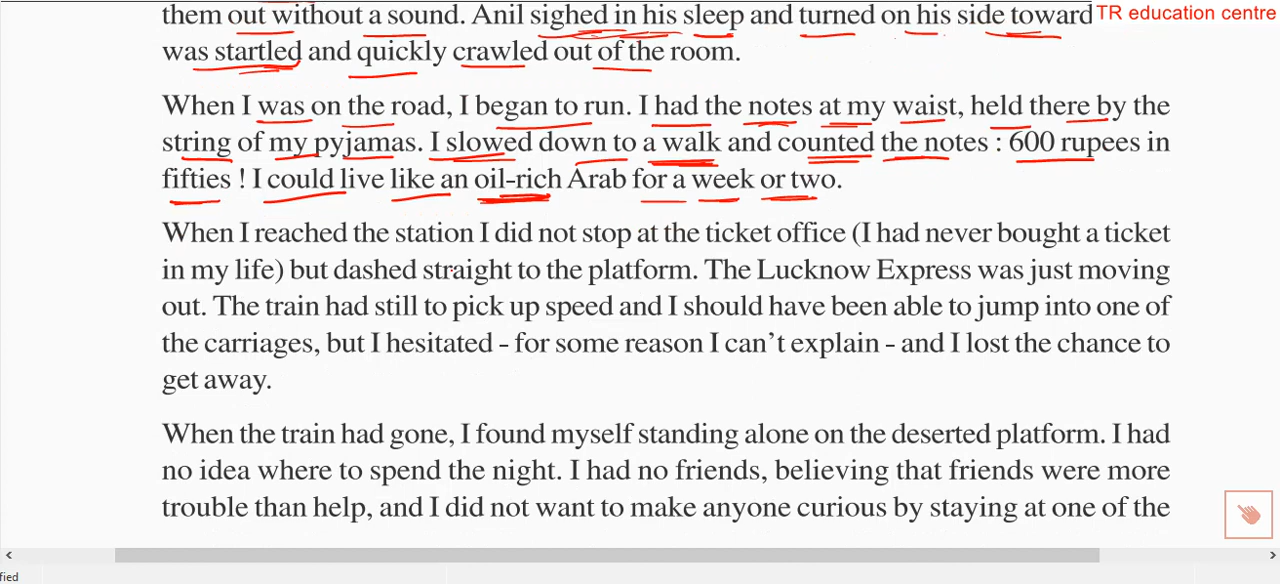 them out without a sound. Anil sighed in his sleep and turned on his side toward TR education centre
was startled and quickly crawled out of the room.
When I was on the road, I began to run. I had the notes at my waist, held there by the
string of my pyjamas. I slowed down to a walk and counted the notes : 600 rupees in
fifties ! I could live like an oil-rich Arab for a week or two.
When I reached the station I did not stop at the ticket office (I had never bought a ticket
in my life) but dashed straight to the platform. The Lucknow Express was just moving
out. The train had still to pick up speed and I should have been able to jump into one of
the carriages, but I hesitated - for some reason I can't explain - and I lost the chance to
get away.
When the train had gone, I found myself standing alone on the deserted platform. I had
no idea where to spend the night. I had no friends, believing that friends were more
trouble than help, and I did not want to make anyone curious by staying at one of the
fied